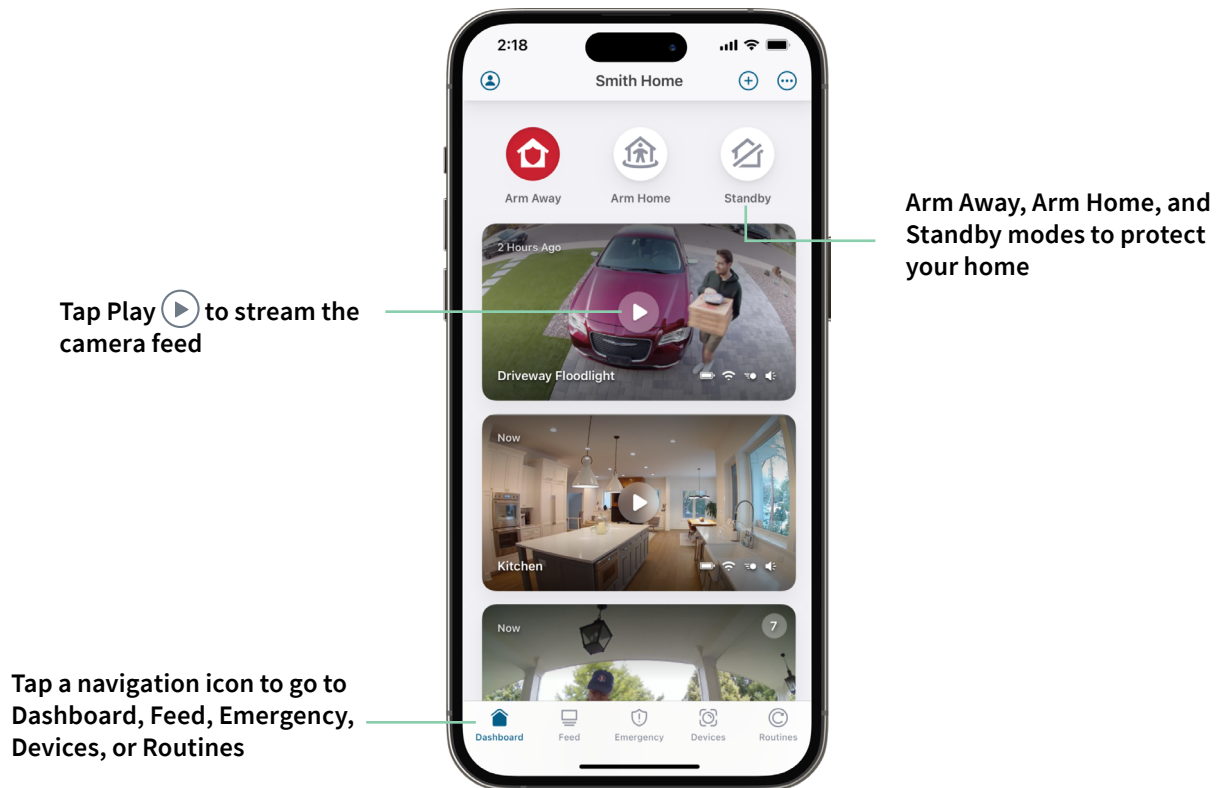 2:18
Smith Home
Arm Away
Arm Home
Standby
Arm Away, Arm Home, and
Standby modes to protect
your home
2 Hours Ago
Tap Play to stream the
camera feed
Driveway Floodlight
Now
Kitchen
Now
7
Tap a navigation icon to go to
Dashboard, Feed, Emergency,
Devices, or Routines
Dashboard
Feed
Emergency
Devices
Routines